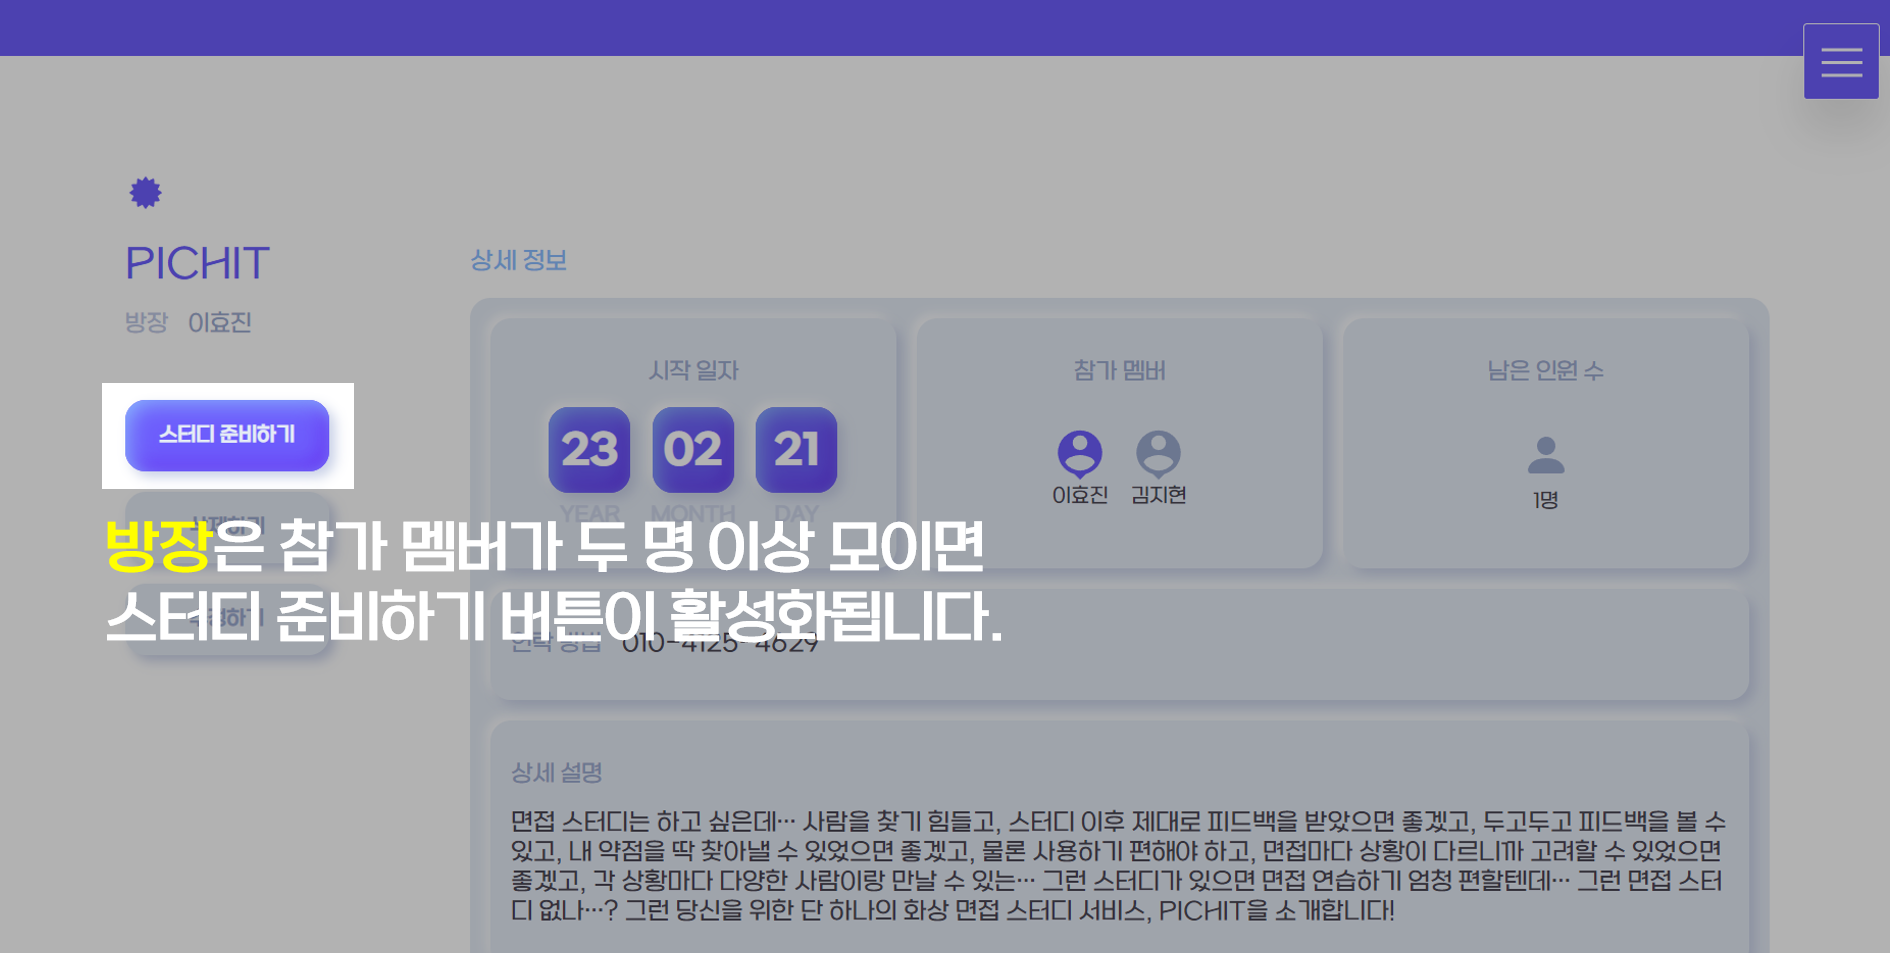 PICHIT
방장 이효진
스터디 준비하기
삭제하기
수정하기
방장은 참가 멤버가 두 명 이상 모이면
스터디 준비하기 버튼이 활성화됩니다.
상세 정보
시작 일자
23 02 21
YEAR MONTH DAY
참가 멤버
이효진 김지현
남은 인원 수
1명
연락 방법 010-4125-4629
상세 설명
면접 스터디는 하고 싶은데... 사람을 찾기 힘들고, 스터디 이후 제대로 피드백을 받았으면 좋겠고, 두고두고 피드백을 볼 수
있고, 내 약점을 딱 찾아낼 수 있었으면 좋겠고, 물론 사용하기 편해야 하고, 면접마다 상황이 다르니까 고려할 수 있었으면
좋겠고, 각 상황마다 다양한 사람이랑 만날 수 있는... 그런 스터디가 있으면 면접 연습하기 엄청 편할텐데... 그런 면접 스터
디 없나...? 그런 당신을 위한 단 하나의 화상 면접 스터디 서비스, PICHIT을 소개합니다!